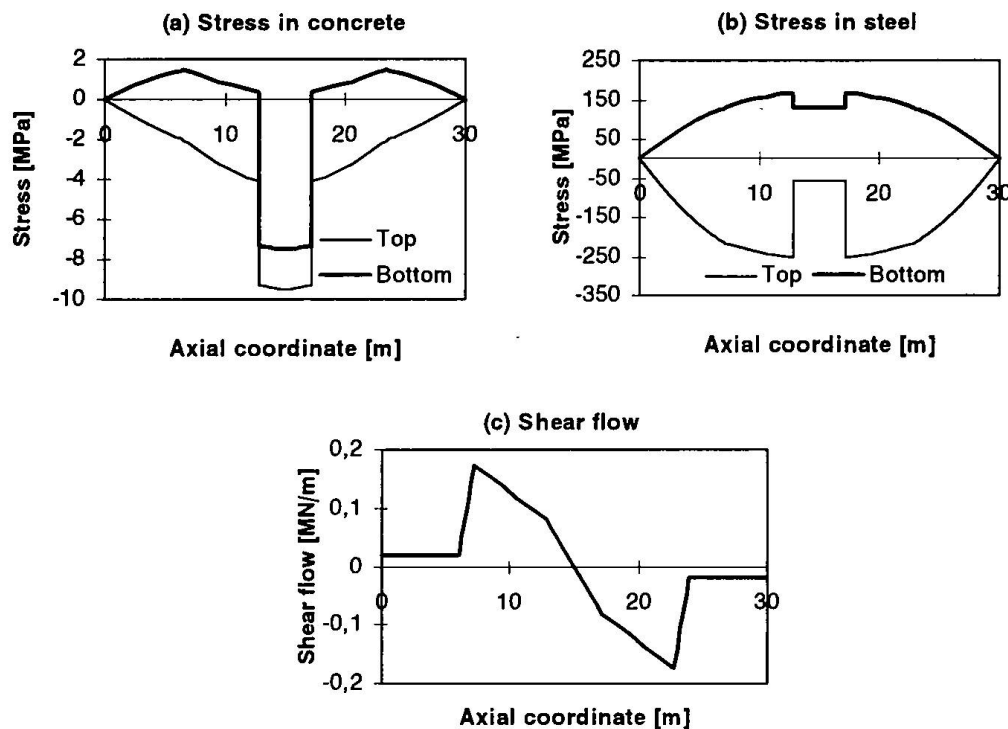 (a) Stress in concrete
2
0
-2
-4
-6
-8
-10
0
10
20
30
Stress [MPa]
Top
Bottom
Axial coordinate [m]
(b) Stress in steel
250
150
50
-50
-150
-250
-350
0
10
20
30
Stress [MPa]
Top
Bottom
Axial coordinate [m]
(c) Shear flow
0,2
0,1
0
-0,1
-0,2
0
10
20
30
Shear flow [MN/m]
Axial coordinate [m]